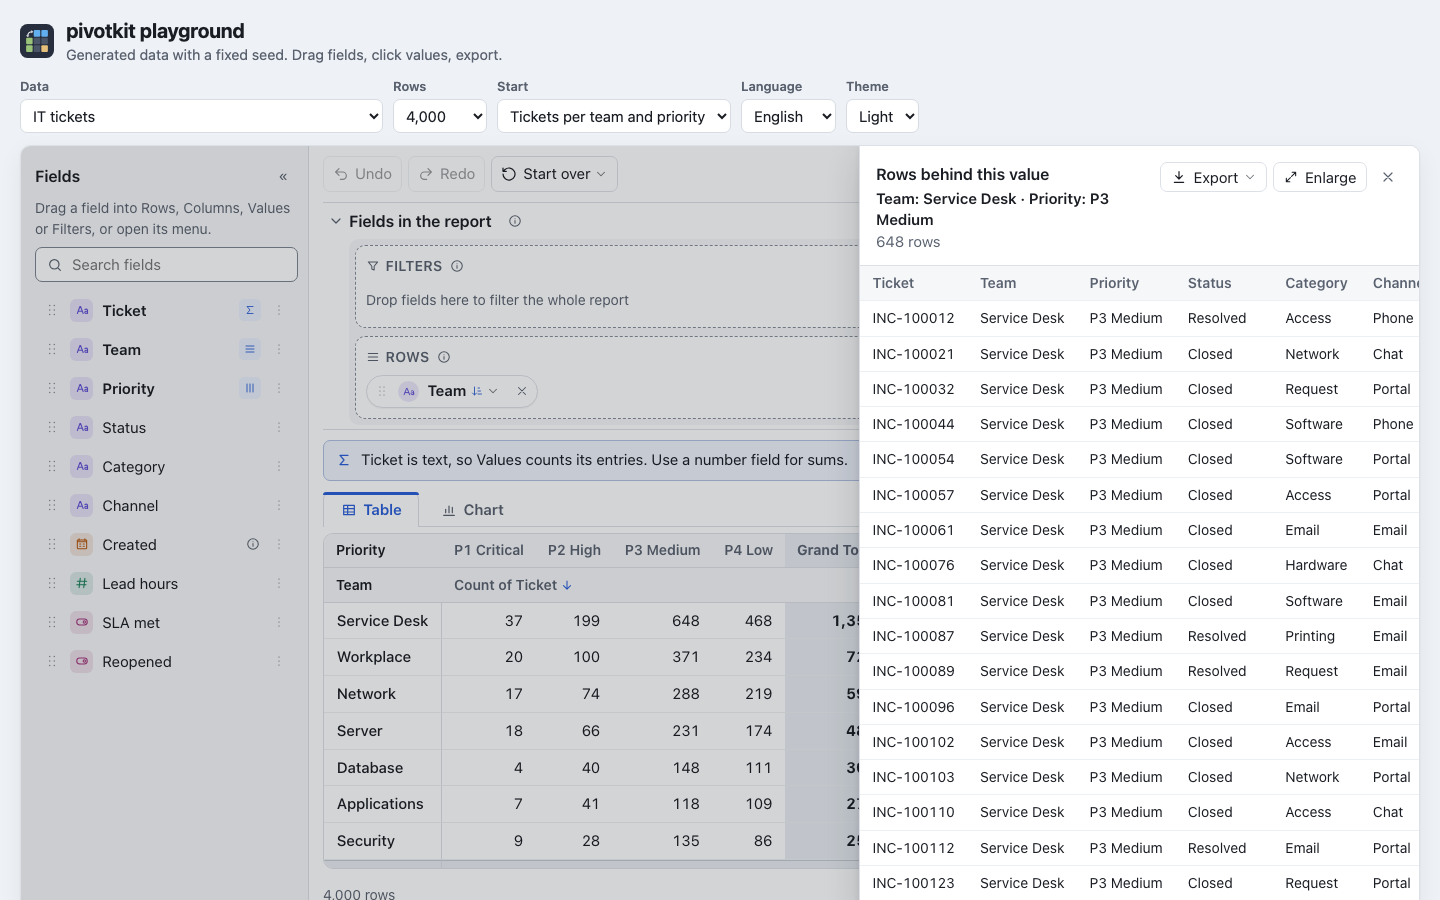 pivotkit playground
Generated data with a fixed seed. Drag fields, click values, export.
Data Rows Start Language Theme
IT tickets 4,000 Tickets per team and priority English Light
Fields «
Drag a field into Rows, Columns, Values
or Filters, or open its menu.
Search fields
Aa Ticket Σ
Aa Team
Aa Priority
Aa Status
Aa Category
Aa Channel
Created
# Lead hours
SLA met
Reopened
Undo Redo Start over
Fields in the report
FILTERS
Drop fields here to filter the whole report
ROWS
Aa Team
Σ Ticket is text, so Values counts its entries. Use a number field for sums.
Table Chart
Priority P1 Critical P2 High P3 Medium P4 Low Grand
Team Count of Ticket
Service Desk 37 199 648 468
Workplace 20 100 371 234
Network 17 74 288 219
Server 18 66 231 174
Database 4 40 148 111
Applications 7 41 118 109
Security 9 28 135 86
4,000 rows
Rows behind this value Export Enlarge
Team: Service Desk · Priority: P3
Medium
648 rows
Ticket Team Priority Status Category
INC-100012 Service Desk P3 Medium Resolved Access Phone
INC-100021 Service Desk P3 Medium Closed Network Chat
INC-100032 Service Desk P3 Medium Closed Request Portal
INC-100044 Service Desk P3 Medium Closed Software Phone
INC-100054 Service Desk P3 Medium Closed Software Portal
INC-100057 Service Desk P3 Medium Closed Access Portal
INC-100061 Service Desk P3 Medium Closed Email Email
INC-100076 Service Desk P3 Medium Closed Hardware Chat
INC-100081 Service Desk P3 Medium Closed Software Email
INC-100087 Service Desk P3 Medium Resolved Printing Email
INC-100089 Service Desk P3 Medium Resolved Request Email
INC-100096 Service Desk P3 Medium Closed Email Portal
INC-100102 Service Desk P3 Medium Closed Access Email
INC-100103 Service Desk P3 Medium Closed Network Portal
INC-100110 Service Desk P3 Medium Closed Access Chat
INC-100112 Service Desk P3 Medium Resolved Email Portal
INC-100123 Service Desk P3 Medium Closed Request Portal